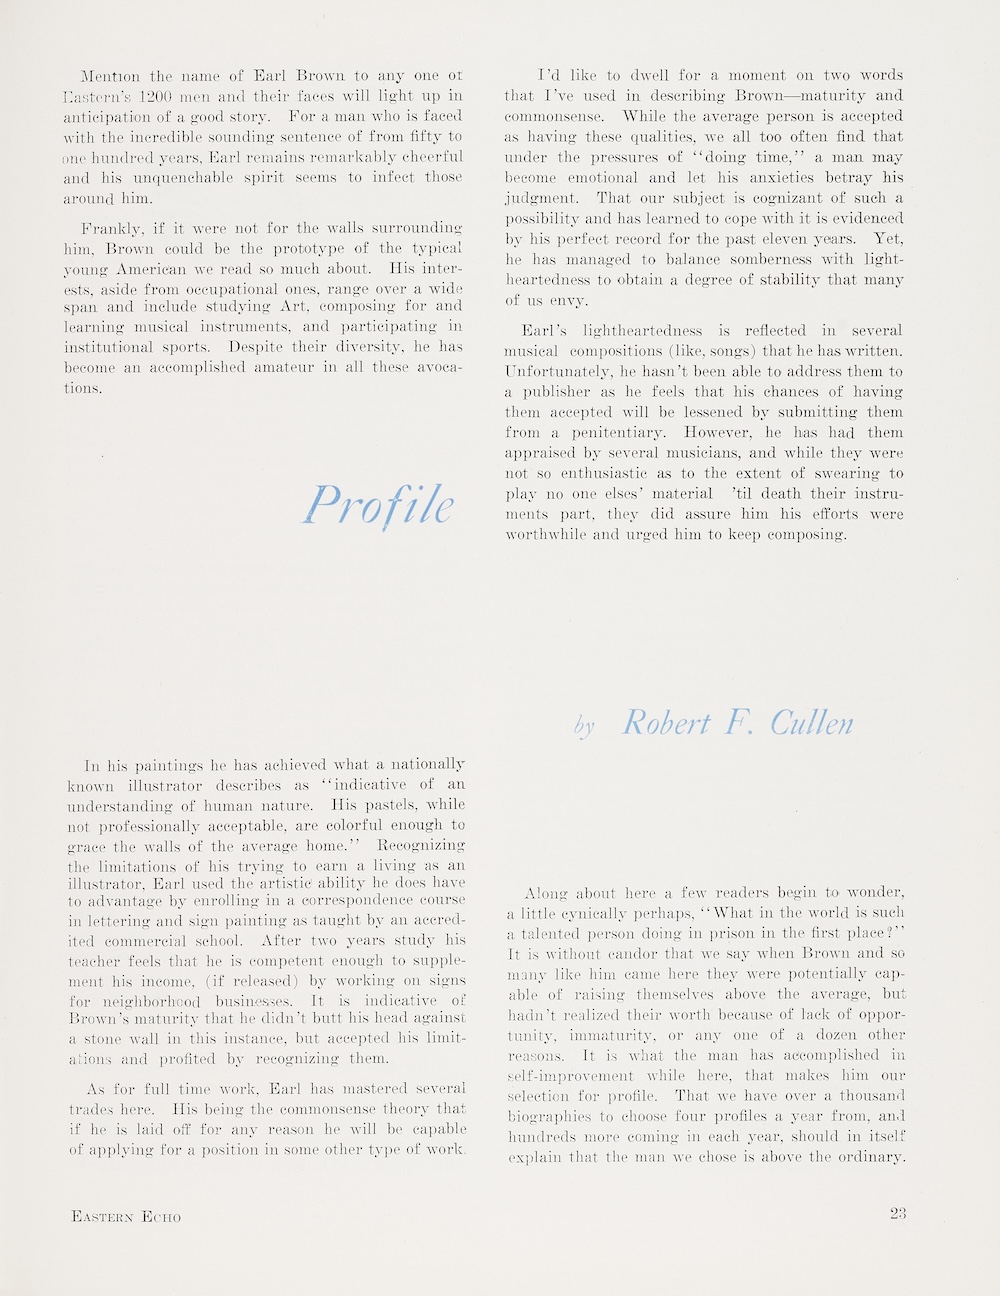 Mention the name of Earl Brown to any one of
Eastern's 1200 men and their faces will light up in
anticipation of a good story. For a man who is faced
with the incredible sounding sentence of from fifty to
one hundred years, Earl remains remarkably cheerful
and his unquenchable spirit seems to infect those
around him.
Frankly, if it were not for the walls surrounding
him, Brown could be the prototype of the typical
young American we read so much about. His inter-
ests, aside from occupational ones, range over a wide
span and include studying Art, composing for and
learning musical instruments, and participating in
institutional sports. Despite their diversity, he has
become an accomplished amateur in all these avoca-
tions.
Profile
In his paintings he has achieved what a nationally
known illustrator describes as "indicative of an
understanding of human nature. His pastels, while
not professionally acceptable, are colorful enough to
grace the walls of the average home." Recognizing
the limitations of his trying to earn a living as an
illustrator, Earl used the artistic ability he does have
to advantage by enrolling in a correspondence course
in lettering and sign painting as taught by an accred-
ited commercial school. After two years study his
teacher feels that he is competent enough to supple-
ment his income, (if released) by working on signs
for neighborhood businesses. It is indicative of
Brown's maturity that he didn't butt his head against
a stone wall in this instance, but accepted his limit-
ations and profited by recognizing them.
As for full time work, Earl has mastered several
trades here. His being the commonsense theory that
if he is laid off for any reason he will be capable
of applying for a position in some other type of work.
I'd like to dwell for a moment on two words
that I've used in describing Brown—maturity and
commonsense. While the average person is accepted
as having these qualities, we all too often find that
under the pressures of "doing time," a man may
become emotional and let his anxieties betray his
judgment. That our subject is cognizant of such a
possibility and has learned to cope with it is evidenced
by his perfect record for the past eleven years. Yet,
he has managed to balance somberness with light-
heartedness to obtain a degree of stability that many
of us envy.
Earl's lightheartedness is reflected in several
musical compositions (like, songs) that he has written.
Unfortunately, he hasn't been able to address them to
a publisher as he feels that his chances of having
them accepted will be lessened by submitting them
from a penitentiary. However, he has had them
appraised by several musicians, and while they were
not so enthusiastic as to the extent of swearing to
play no one elses' material 'til death their instru-
ments part, they did assure him his efforts were
worthwhile and urged him to keep composing.
by Robert F. Cullen
Along about here a few readers begin to wonder,
a little cynically perhaps, "What in the world is such
a talented person doing in prison in the first place?"
It is without candor that we say when Brown and so
many like him came here they were potentially cap-
able of raising themselves above the average, but
hadn't realized their worth because of lack of oppor-
tunity, immaturity, or any one of a dozen other
reasons. It is what the man has accomplished in
self-improvement while here, that makes him our
selection for profile. That we have over a thousand
biographies to choose four profiles a year from, and
hundreds more coming in each year, should in itself
explain that the man we chose is above the ordinary.
Eastern Echo
23